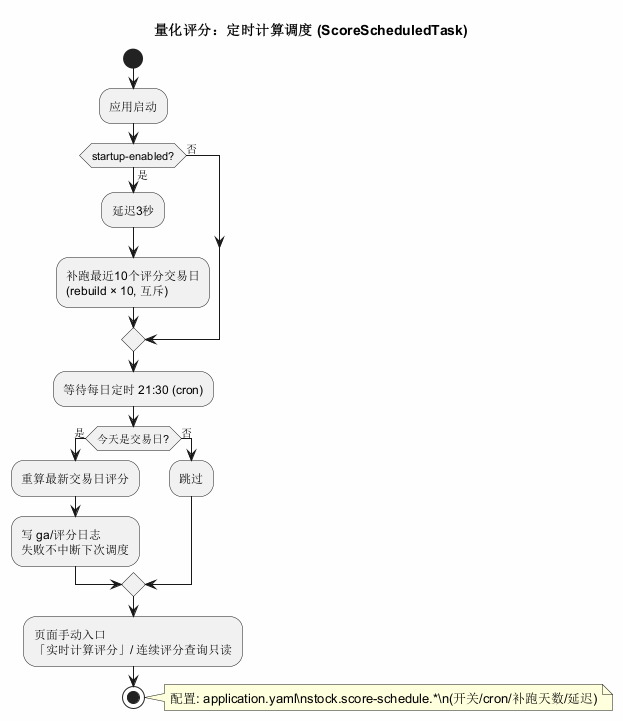 量化评分：定时计算调度 (ScoreScheduledTask)
应用启动
startup-enabled?
否
是
延迟3秒
补跑最近10个评分交易日
(rebuild × 10, 互斥)
等待每日定时 21:30 (cron)
是
今天是交易日?
否
重算最新交易日评分
跳过
写 ga/评分日志
失败不中断下次调度
页面手动入口
「实时计算评分」/ 连续评分查询只读
配置: application.yaml\nstock.score-schedule.*\n(开关/cron/补跑天数/延迟)